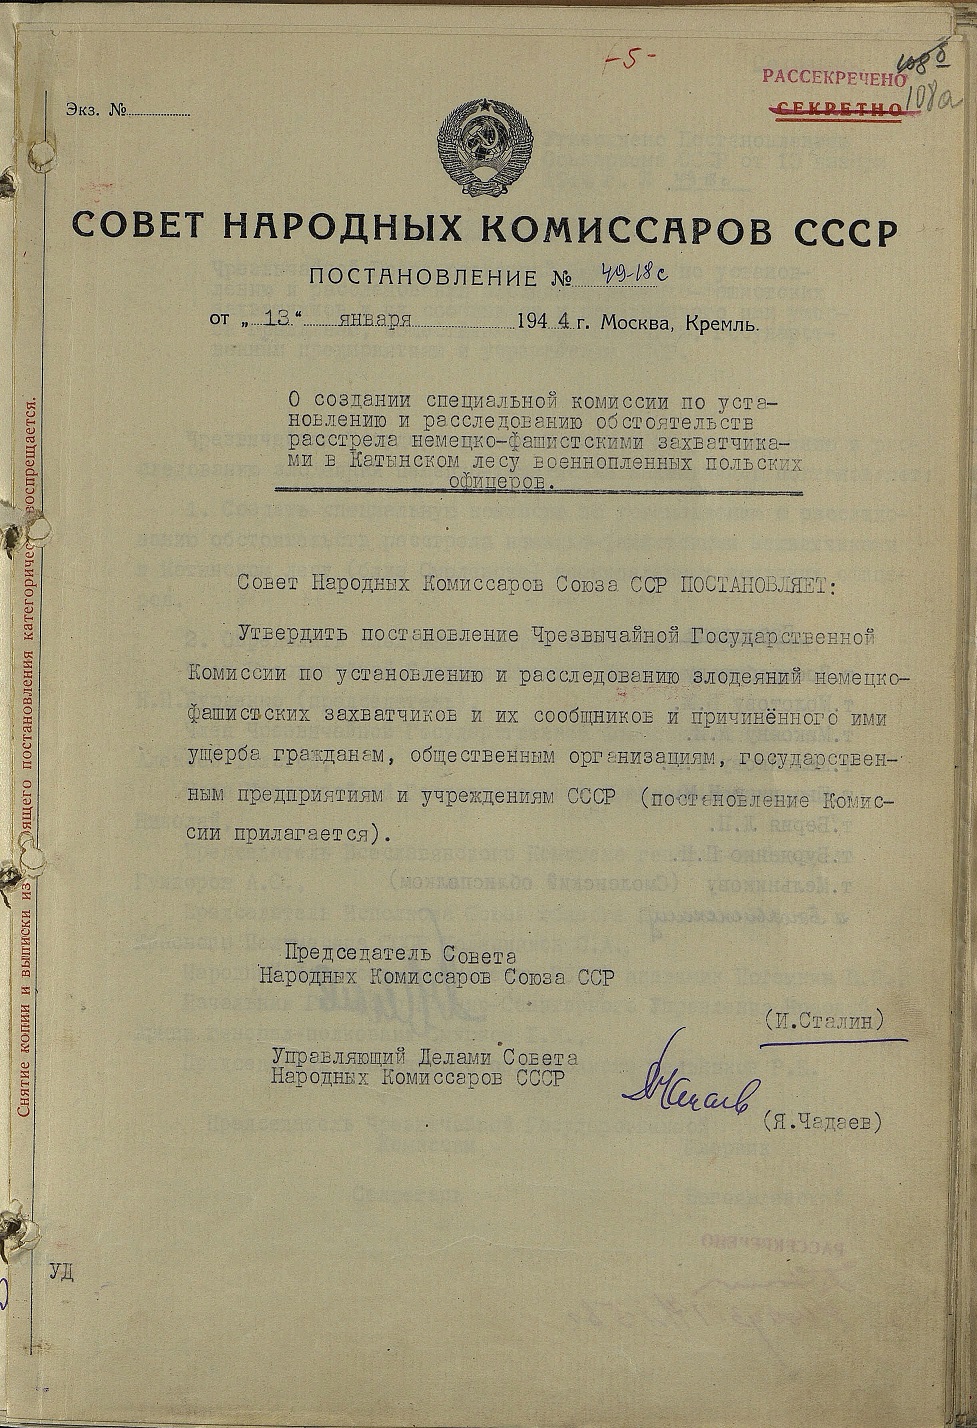 -5-
РАССЕКРЕЧЕНО
108а
Экз. №
СЕКРЕТНО
СОВЕТ НАРОДНЫХ КОМИССАРОВ СССР
ПОСТАНОВЛЕНИЕ № 49-18с
от „ 13 “ января 1944 г. Москва, Кремль.
О создании специальной комиссии по уста-
новлению и расследованию обстоятельств
расстрела немецко-фашистскими захватчика-
ми в Катынском лесу военнопленных польских
офицеров.
Совет Народных Комиссаров Союза ССР ПОСТАНОВЛЯЕТ:
Утвердить постановление Чрезвычайной Государственной
Комиссии по установлению и расследованию злодеяний немецко-
фашистских захватчиков и их сообщников и причинённого ими
ущерба гражданам, общественным организациям, государствен-
ным предприятиям и учреждениям СССР (постановление Комис-
сии прилагается).
Председатель Совета
Народных Комиссаров Союза ССР
(И.Сталин)
Управляющий Делами Совета
Народных Комиссаров СССР
(Я.Чадаев)
УД
Снятие копии и выписки из ящего постановления категоричес воспрещается.